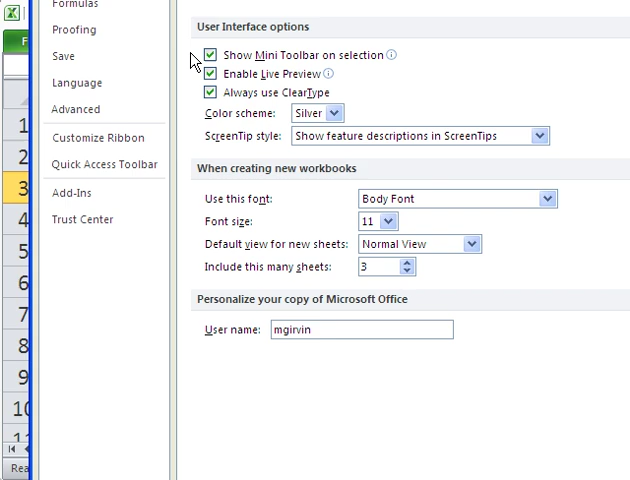 Formulas
Proofing
Save
Language
Advanced
Customize Ribbon
Quick Access Toolbar
Add-Ins
Trust Center
User Interface options
Show Mini Toolbar on selection
Enable Live Preview
Always use ClearType
Color scheme: Silver
ScreenTip style: Show feature descriptions in ScreenTips
When creating new workbooks
Use this font: Body Font
Font size: 11
Default view for new sheets: Normal View
Include this many sheets: 3
Personalize your copy of Microsoft Office
User name: mgirvin
F
1
2
3
4
5
6
7
8
9
10
11
Rea